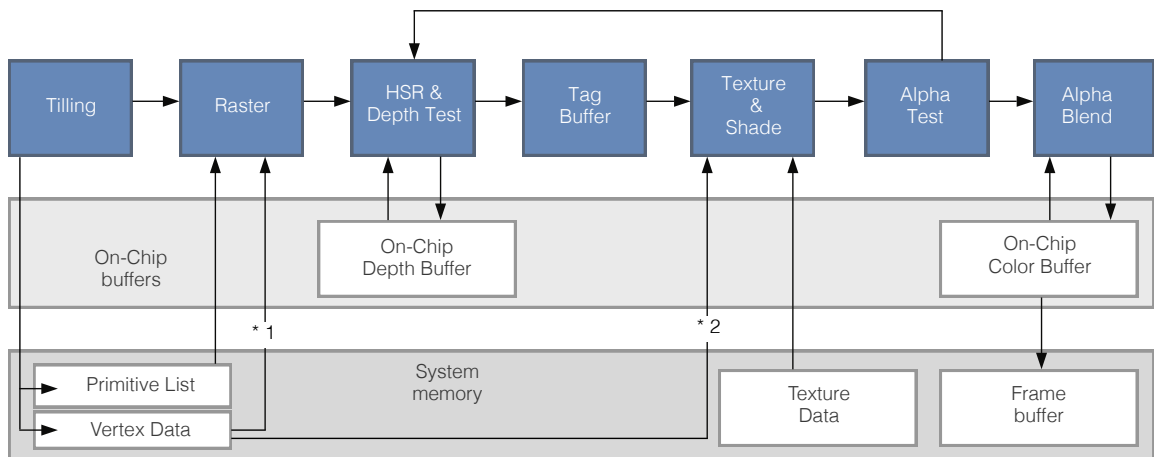 Tilling
Raster
HSR &
Depth Test
Tag
Buffer
Texture
&
Shade
Alpha
Test
Alpha
Blend
On-Chip
buffers
On-Chip
Depth Buffer
On-Chip
Color Buffer
* 1
* 2
Primitive List
Vertex Data
System
memory
Texture
Data
Frame
buffer